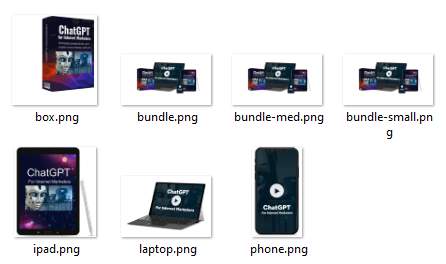 ChatGPT
For Internet Marketers
box.png
bundle.png
bundle-med.png
bundle-small.pn
g
ChatGPT
For Internet Marketers
ChatGPT
For Internet Marketers
ChatGPT
For Internet Marketers
ipad.png
laptop.png
phone.png